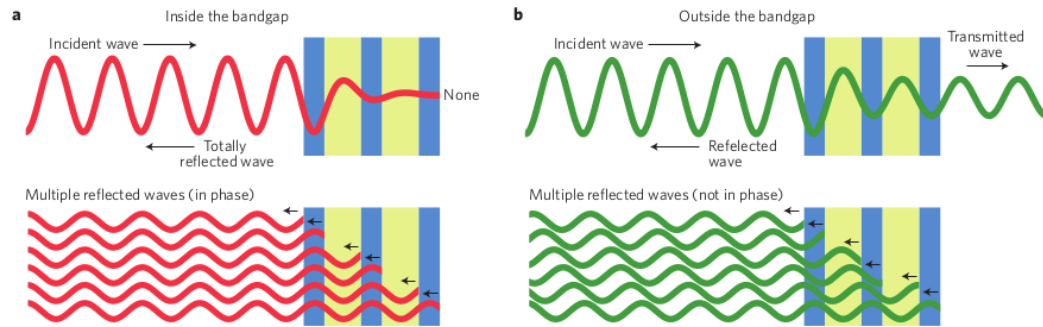 a
Inside the bandgap
Incident wave
None
Totally
reflected wave
Multiple reflected waves (in phase)
b
Outside the bandgap
Incident wave
Transmitted
wave
Refelected
wave
Multiple reflected waves (not in phase)